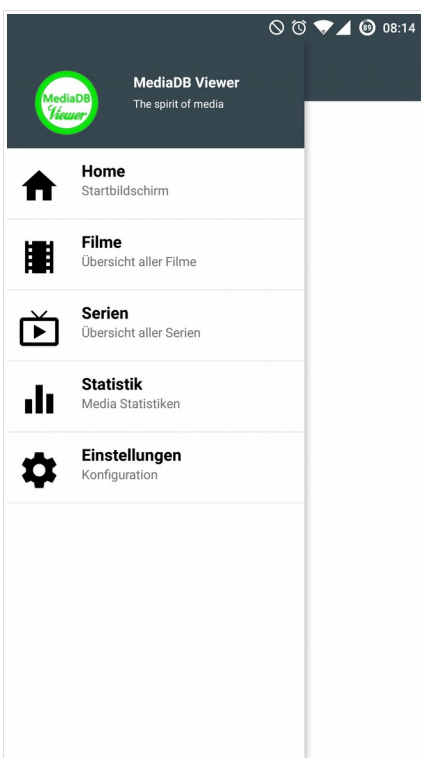 89
08:14
MediaDB
Viewer
MediaDB Viewer
The spirit of media
Home
Startbildschirm
Filme
Übersicht aller Filme
Serien
Übersicht aller Serien
Statistik
Media Statistiken
Einstellungen
Konfiguration